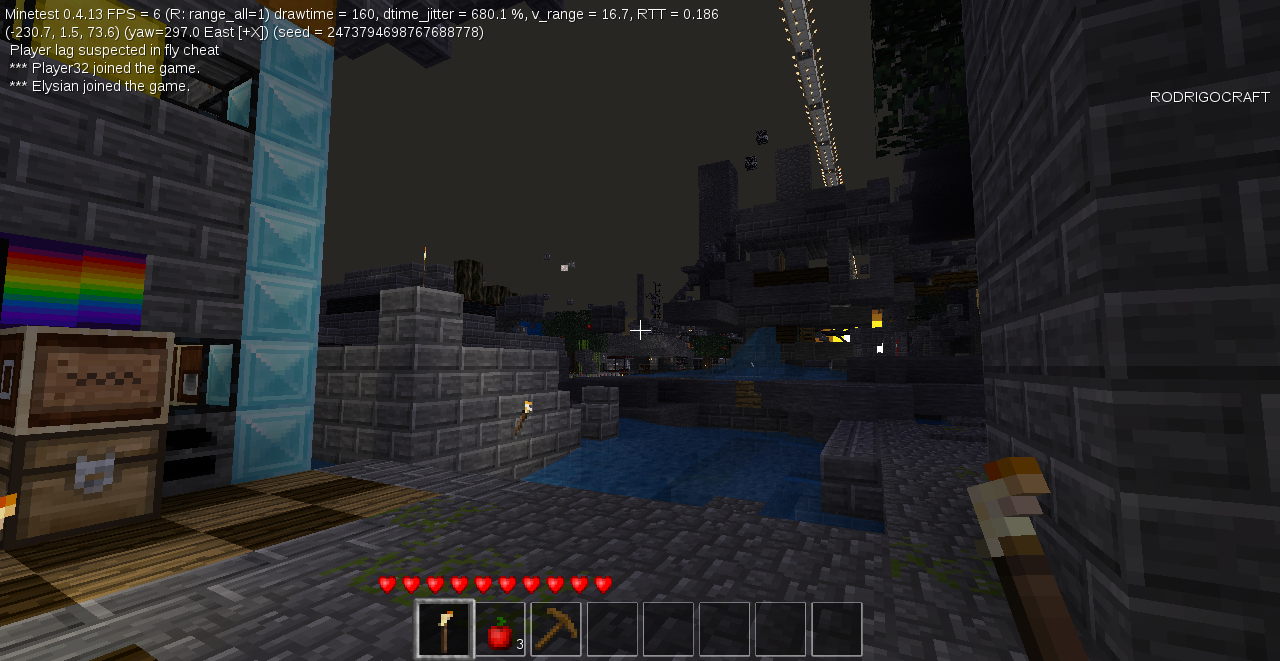 Minetest 0.4.13 FPS = 6 (R: range_all=1) drawtime = 160, dtime_jitter = 680.1 %, v_range = 16.7, RTT = 0.186
(-230.7, 1.5, 73.6) (yaw=297.0 East [+X]) (seed = 2473794698767688778)
Player lag suspected in fly cheat
*** Player32 joined the game.
*** Elysian joined the game.
RODRIGOCRAFT
3